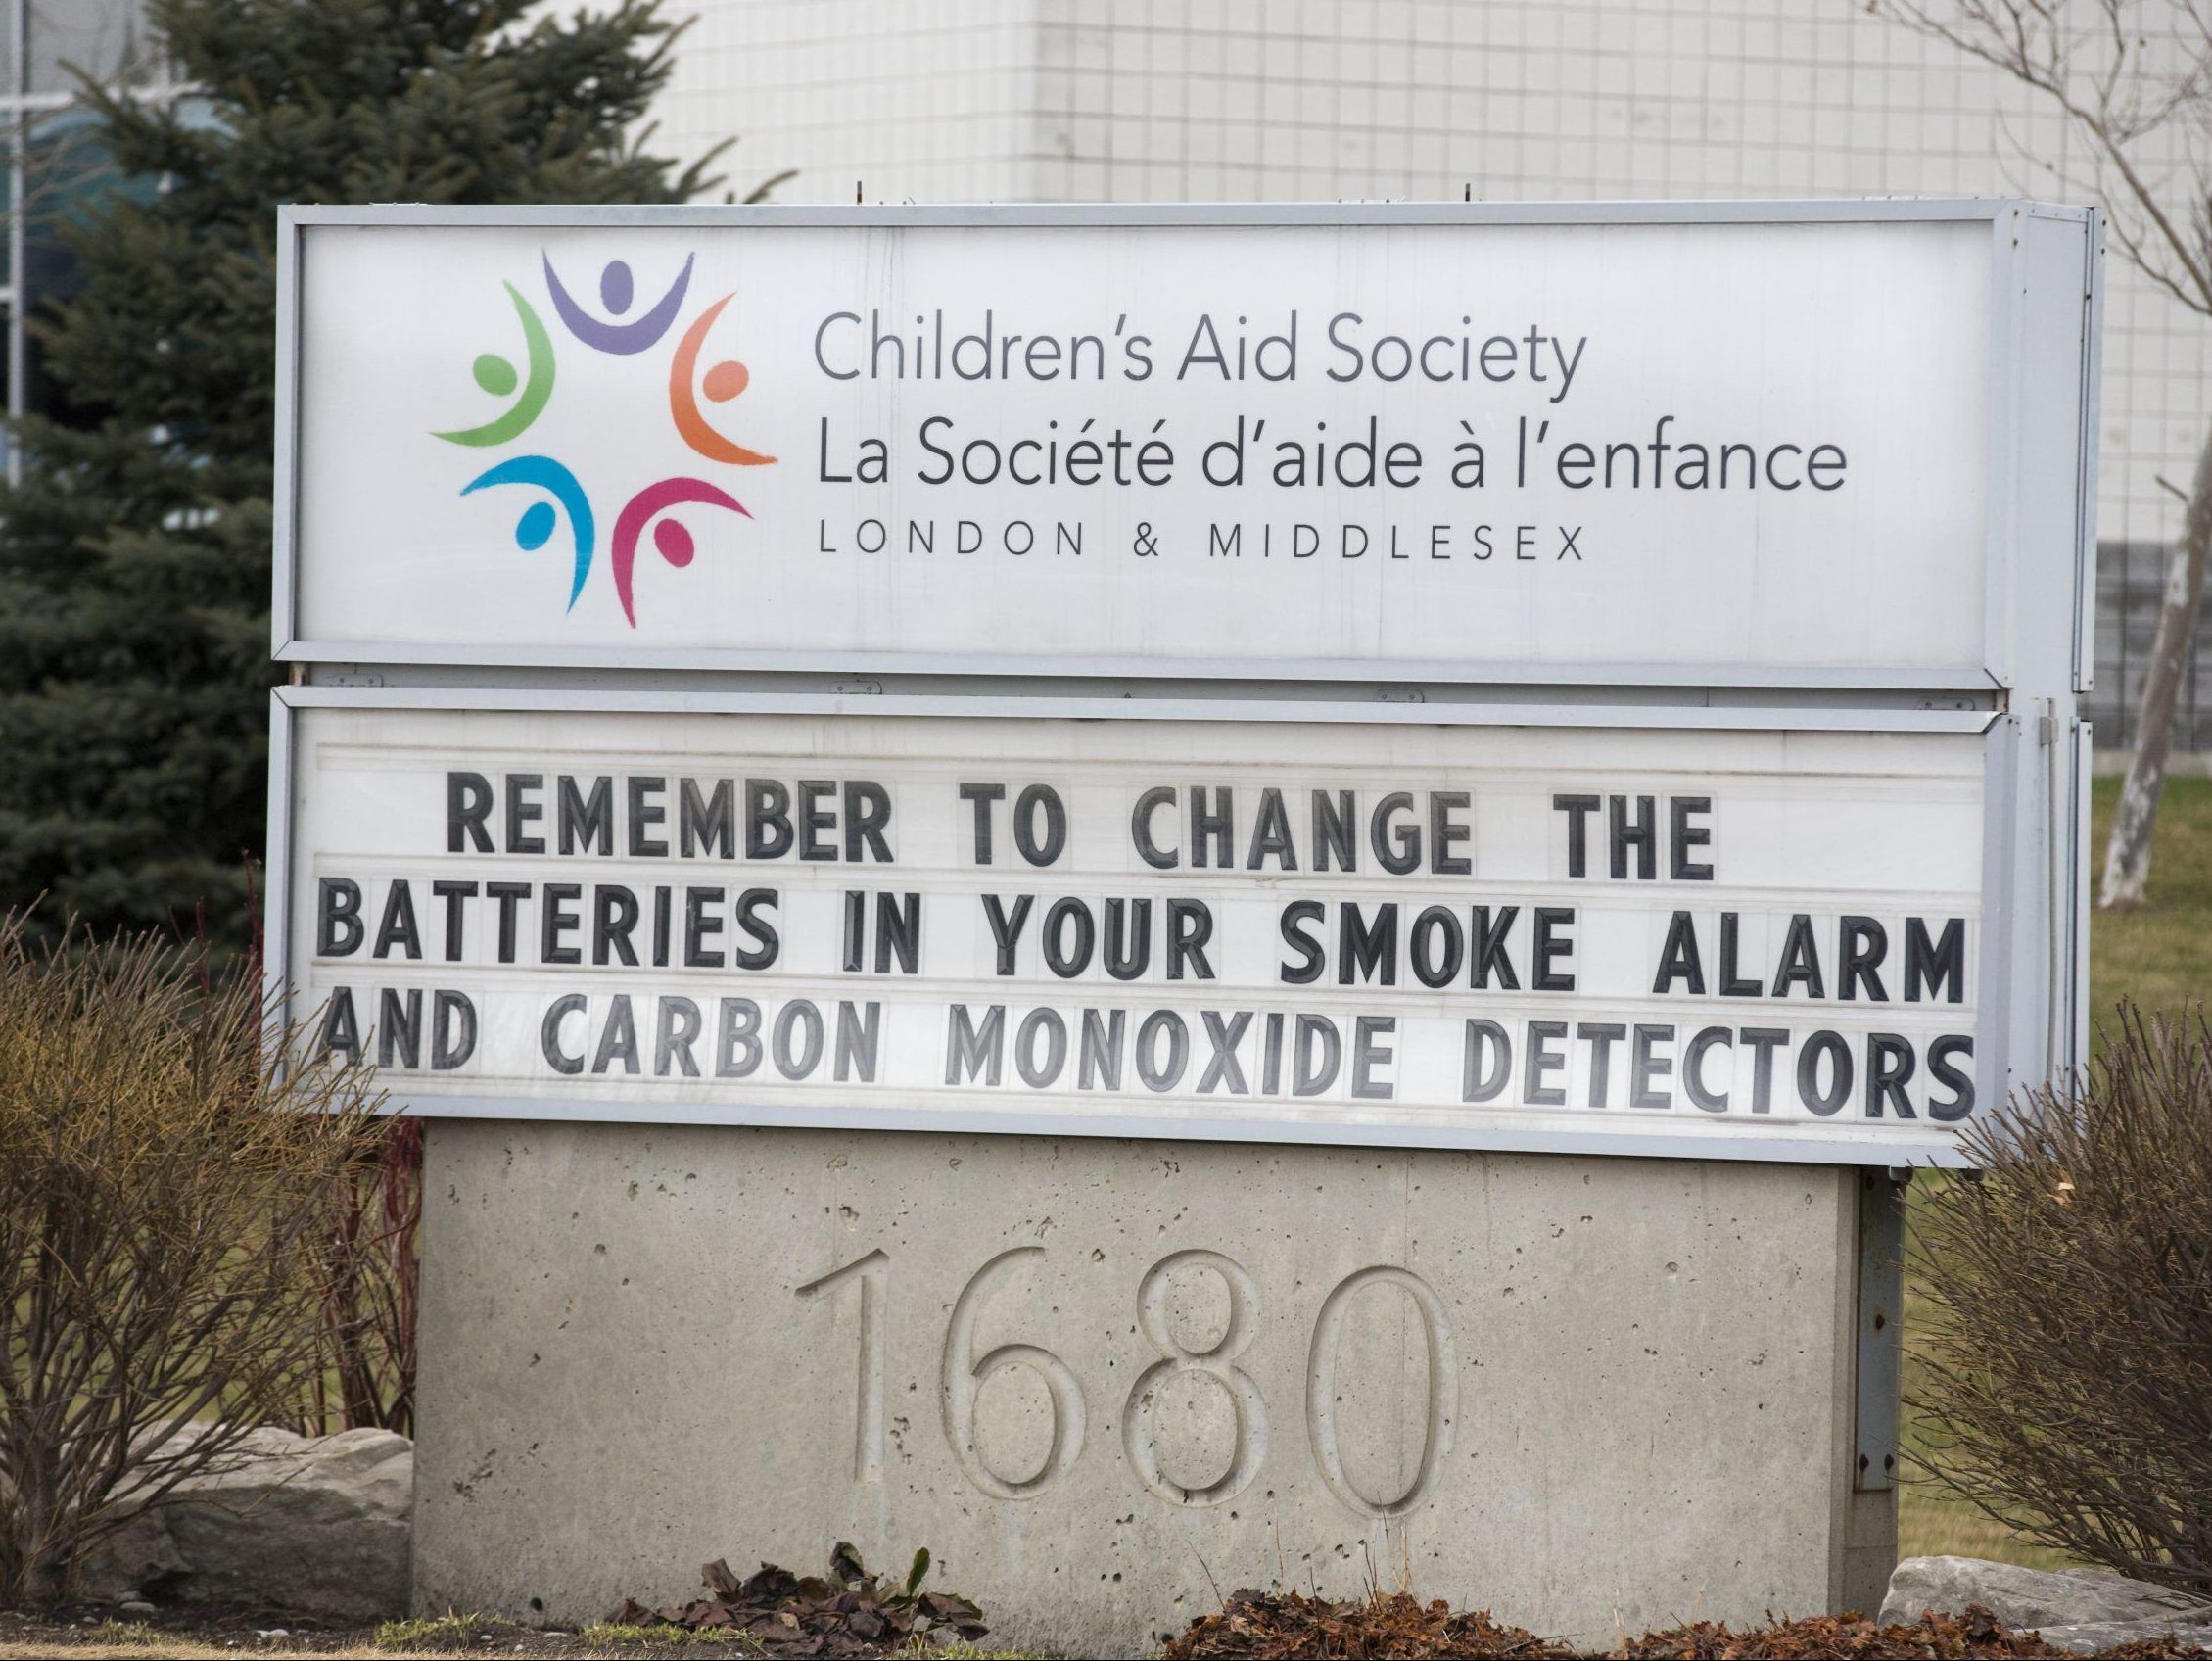 Children's Aid Society
La Société d'aide à l'enfance
LONDON & MIDDLESEX
REMEMBER TO CHANGE THE
BATTERIES IN YOUR SMOKE ALARM
AND CARBON MONOXIDE DETECTORS
1680